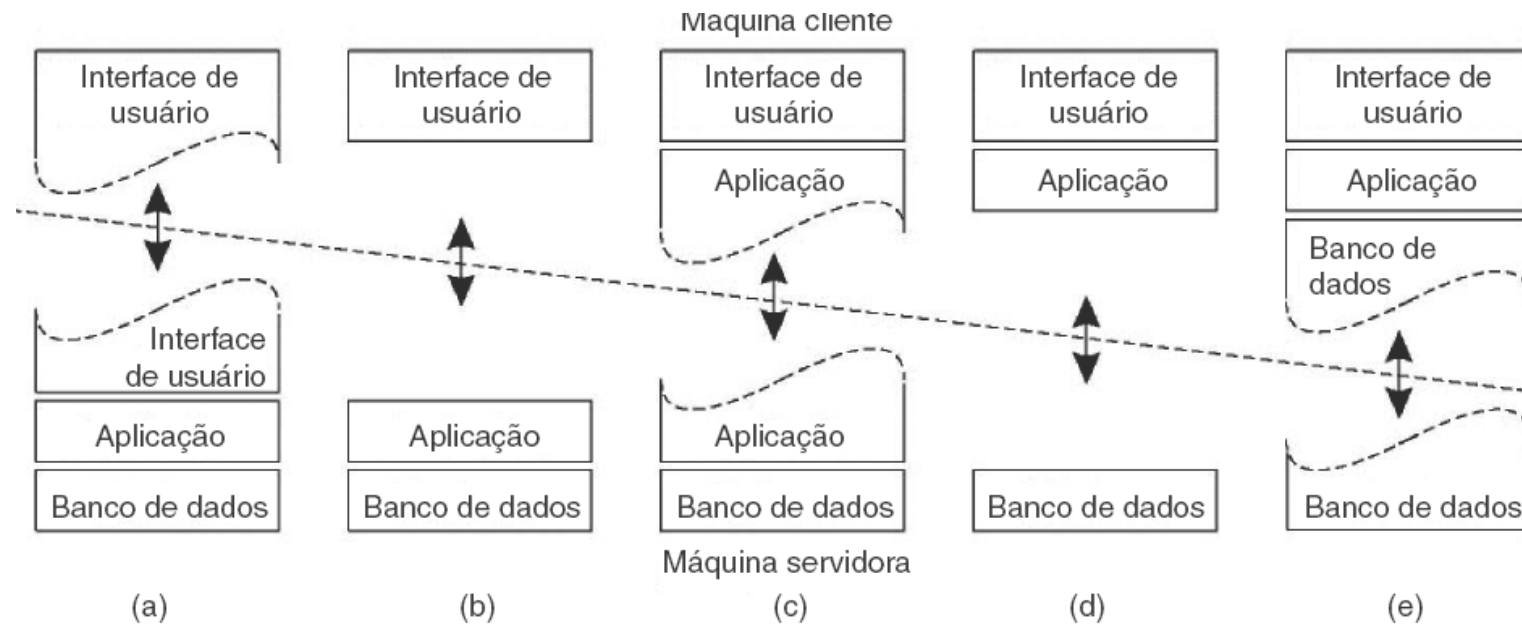 Máquina cliente
Interface de
usuário
Interface de
usuário
Interface de
usuário
Interface de
usuário
Interface de
usuário
Aplicação
Aplicação
Aplicação
Banco de
dados
Interface
de usuário
Aplicação
Aplicação
Aplicação
Banco de dados
Banco de dados
Banco de dados
Banco de dados
Banco de dados
Máquina servidora
(a)
(b)
(c)
(d)
(e)